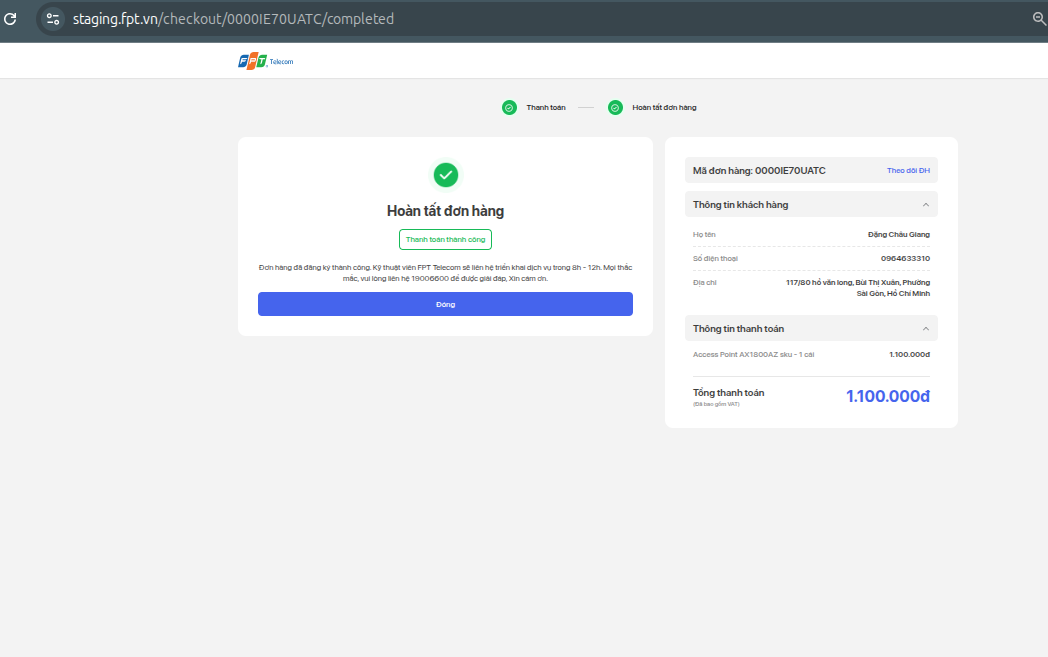 staging.fpt.vn/checkout/0000IE70UATC/completed
FPT Telecom
Thanh toán
Hoàn tất đơn hàng
Hoàn tất đơn hàng
Thanh toán thành công
Đơn hàng đã đăng ký thành công. Kỹ thuật viên FPT Telecom sẽ liên hệ triển khai dịch vụ trong 8h - 12h. Mọi thắc
mắc, vui lòng liên hệ 19006600 để được giải đáp, Xin cám ơn.
Đóng
Mã đơn hàng: 0000IE70UATC
Theo dõi ĐH
Thông tin khách hàng
Họ tên
Đặng Châu Giang
Số điện thoại
0964633310
Địa chỉ
117/80 hồ văn long, Bùi Thị Xuân, Phường
Sài Gòn, Hồ Chí Minh
Thông tin thanh toán
Access Point AX1800AZ sku - 1 cái
1.100.000đ
Tổng thanh toán
1.100.000đ
(Đã bao gồm VAT)